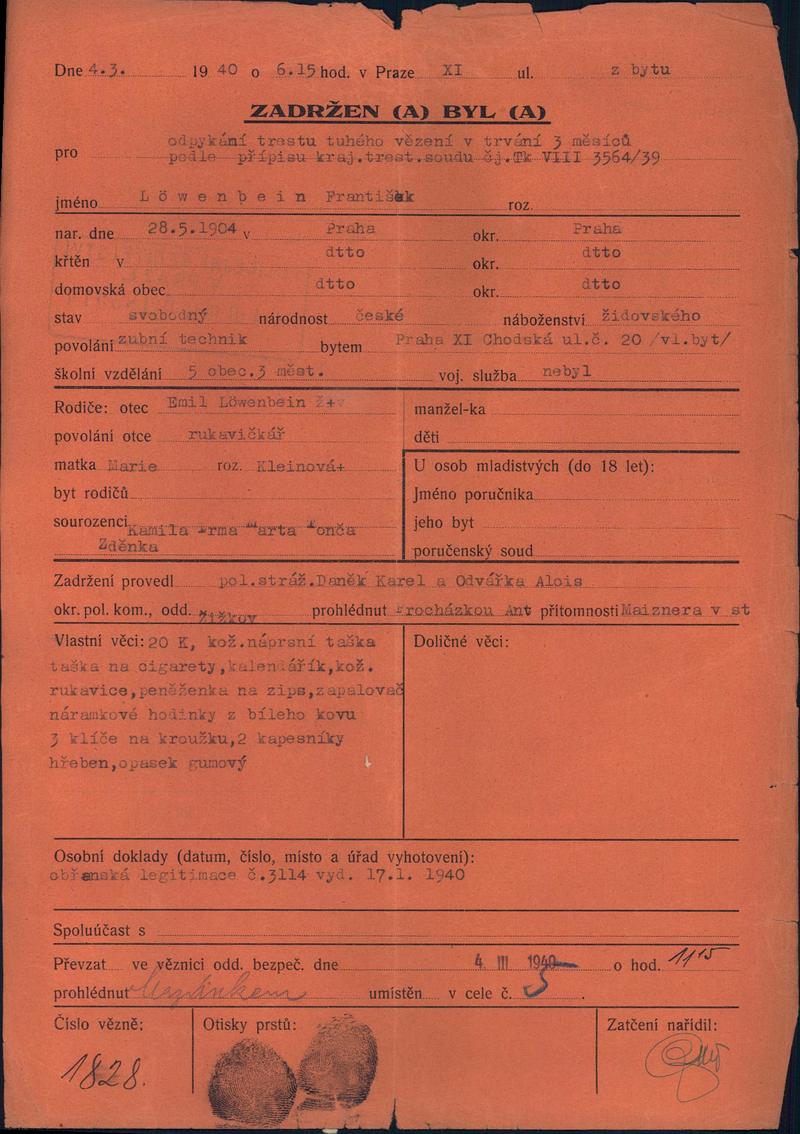 Dne 4.3. 19 40 o 6.15 hod. v Praze XI ul. z bytu
ZADRŽEN (A) BYL (A)
odpykání trestu tuhého vězení v trvání 3 měsíců
pro podle přípisu kraj.trest.soudu čj.Tk VIII 3564/39
jméno Löwenbein František roz.
nar. dne 28.5.1904 v Praha okr. Praha
křtěn v dtto okr. dtto
domovská obec dtto okr. dtto
stav svobodný národnost české náboženství židovského
povolání zubní technik bytem Praha XI Chodská ul.č. 20 /vl.byt/
školní vzdělání 5 obec.3 měst. voj. služba nebyl
Rodiče: otec Emil Löwenbein manžel-ka
povolání otce rukavičkář děti
matka Marie roz. Kleinová+ U osob mladistvých (do 18 let):
byt rodičů Jméno poručníka
sourozenci Kamila Irma Marta Tonča jeho byt
Zděnka poručenský soud
Zadržení provedl pol.stráž.Daněk Karel a Odvářka Alois
okr. pol. kom., odd. Žižkov prohlédnut Procházkou Ant přítomnosti Maiznera v st
Vlastní věci: 20 K, kož.náprsní taška Doličné věci:
taška na cigarety,kalendářík,kož.
rukavice,peněženka na zips,zapalovač
náramkové hodinky z bíleho kovu
3 klíče na kroužku,2 kapesníky
hřeben,opasek gumový
Osobní doklady (datum, číslo, místo a úřad vyhotovení):
občanská legitimace č.3114 vyd. 17.1. 1940
Spoluúčast s
Převzat ve věznici odd. bezpeč. dne 4 III 1940 o hod. 11 15
prohlédnut umístěn v cele č. 5 .
Číslo vězně: Otisky prstů: Zatčení nařídil:
1828.